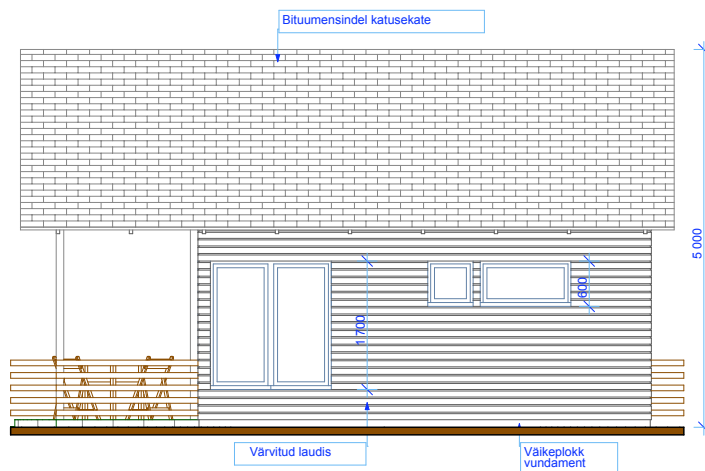 Bituumensindel katusekate
5 000
600
1 700
Värvitud laudis
Väikeplokk
vundament